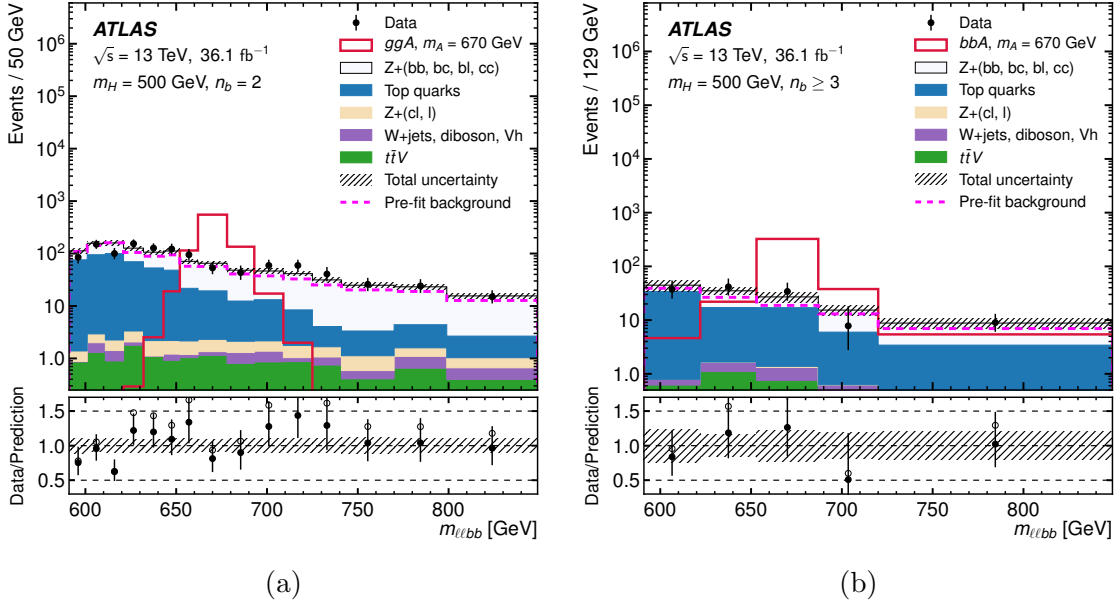 Events / 50 GeV
10⁶
10⁵
10⁴
10³
10²
10
1.0
ATLAS
√s = 13 TeV, 36.1 fb⁻¹
m_H = 500 GeV, n_b = 2
Data
ggA, m_A = 670 GeV
Z+(bb, bc, bl, cc)
Top quarks
Z+(cl, l)
W+jets, diboson, Vh
tt̄V
Total uncertainty
Pre-fit background
Data/Prediction
1.5
1.0
0.5
600 650 700 750 800
m_ℓℓbb [GeV]
(a)
Events / 129 GeV
10⁶
10⁵
10⁴
10³
10²
10
1.0
ATLAS
√s = 13 TeV, 36.1 fb⁻¹
m_H = 500 GeV, n_b ≥ 3
Data
bbA, m_A = 670 GeV
Z+(bb, bc, bl, cc)
Top quarks
Z+(cl, l)
W+jets, diboson, Vh
tt̄V
Total uncertainty
Pre-fit background
Data/Prediction
1.5
1.0
0.5
600 650 700 750 800
m_ℓℓbb [GeV]
(b)